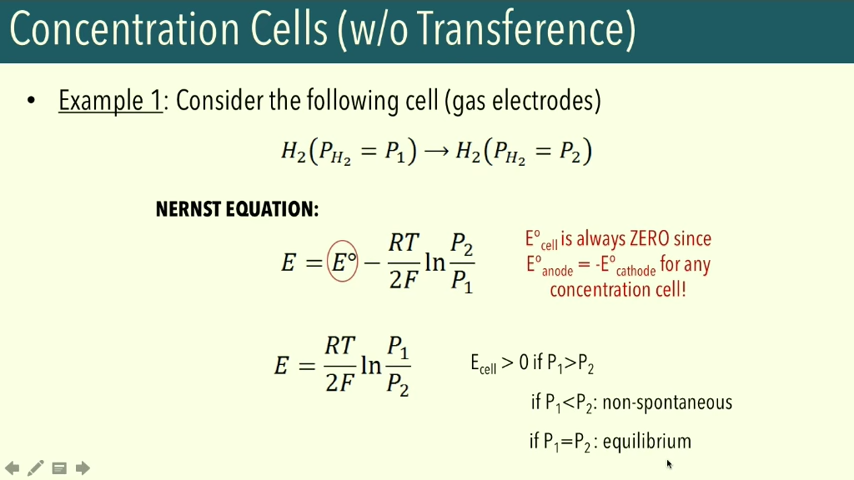 Concentration Cells (w/o Transference)
• Example 1: Consider the following cell (gas electrodes)
H₂(P_H₂ = P₁) → H₂(P_H₂ = P₂)
NERNST EQUATION:
E = E° − RT/2F ln P₂/P₁
E°cell is always ZERO since
E°anode = -E°cathode for any
concentration cell!
E = RT/2F ln P₁/P₂
Ecell > 0 if P₁>P₂
if P₁<P₂: non-spontaneous
if P₁=P₂: equilibrium